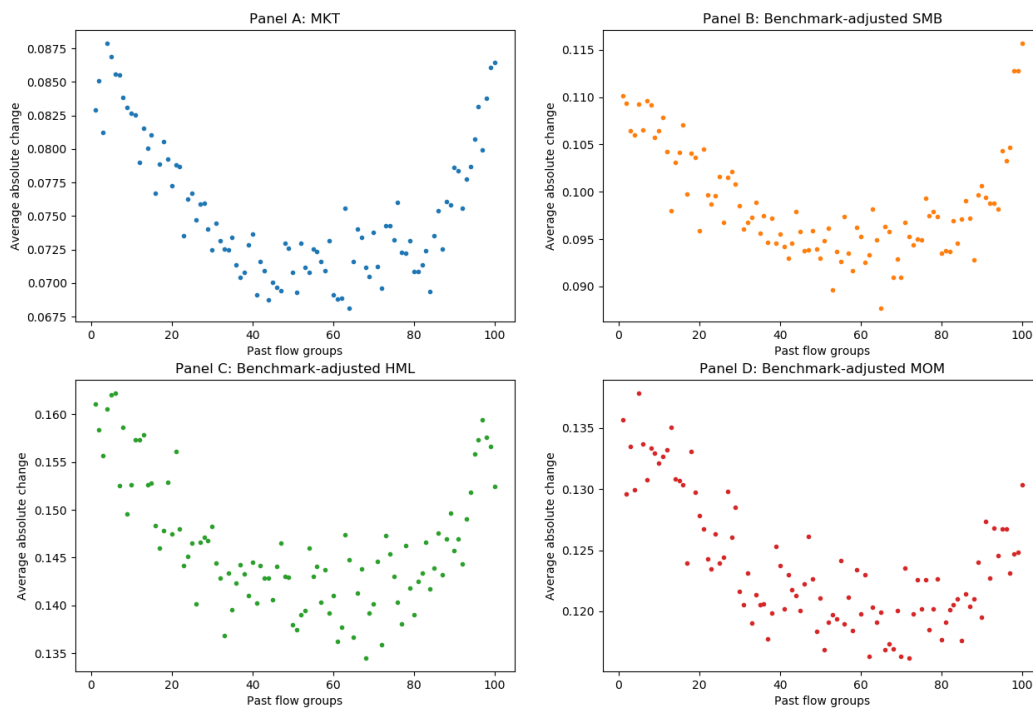 Panel A: MKT
Average absolute change
0.0875
0.0850
0.0825
0.0800
0.0775
0.0750
0.0725
0.0700
0.0675
0 20 40 60 80 100
Past flow groups
Panel B: Benchmark-adjusted SMB
Average absolute change
0.115
0.110
0.105
0.100
0.095
0.090
0 20 40 60 80 100
Past flow groups
Panel C: Benchmark-adjusted HML
Average absolute change
0.160
0.155
0.150
0.145
0.140
0.135
0 20 40 60 80 100
Past flow groups
Panel D: Benchmark-adjusted MOM
Average absolute change
0.135
0.130
0.125
0.120
0 20 40 60 80 100
Past flow groups